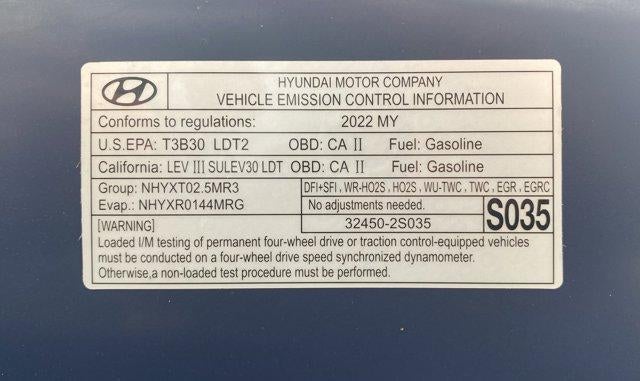 HYUNDAI MOTOR COMPANY
VEHICLE EMISSION CONTROL INFORMATION
Conforms to regulations: 2022 MY
U.S.EPA: T3B30 LDT2 OBD: CA II Fuel: Gasoline
California: LEV III SULEV30 LDT OBD: CA II Fuel: Gasoline
Group: NHYXT02.5MR3
Evap.: NHYXR0144MRG
DFI+SFI , WR-HO2S , HO2S , WU-TWC , TWC , EGR , EGRC
No adjustments needed.
32450-2S035
S035
[WARNING]
Loaded I/M testing of permanent four-wheel drive or traction control-equipped vehicles
must be conducted on a four-wheel drive speed synchronized dynamometer.
Otherwise,a non-loaded test procedure must be performed.